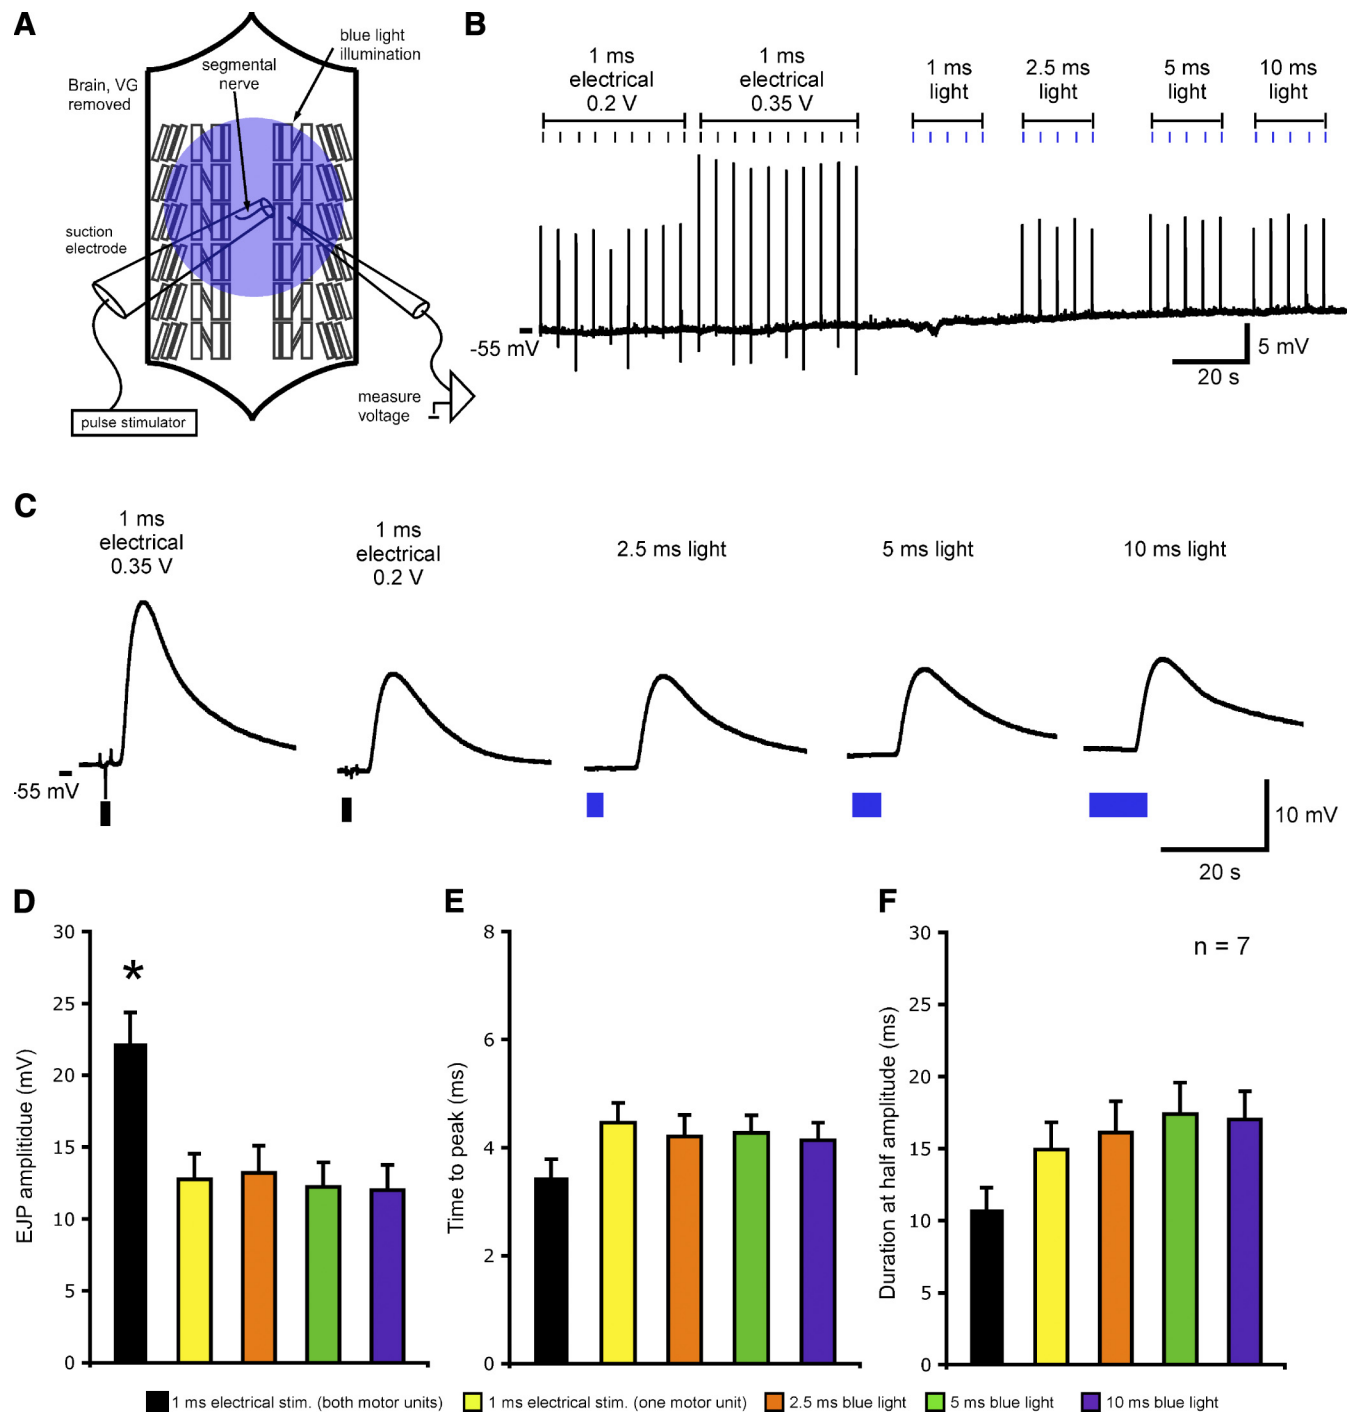 A
Brain, VG
removed
segmental
nerve
blue light
illumination
suction
electrode
pulse stimulator
measure
voltage
B
1 ms
electrical
0.2 V
1 ms
electrical
0.35 V
1 ms
light
2.5 ms
light
5 ms
light
10 ms
light
-55 mV
5 mV
20 s
C
1 ms
electrical
0.35 V
1 ms
electrical
0.2 V
2.5 ms light
5 ms light
10 ms light
-55 mV
10 mV
20 s
D
30
25
20
15
10
5
0
EJP amplitidue (mV)
*
E
8
6
4
2
0
Time to peak (ms)
F
30
25
20
15
10
5
0
Duration at half amplitude (ms)
n = 7
1 ms electrical stim. (both motor units)
1 ms electrical stim. (one motor unit)
2.5 ms blue light
5 ms blue light
10 ms blue light